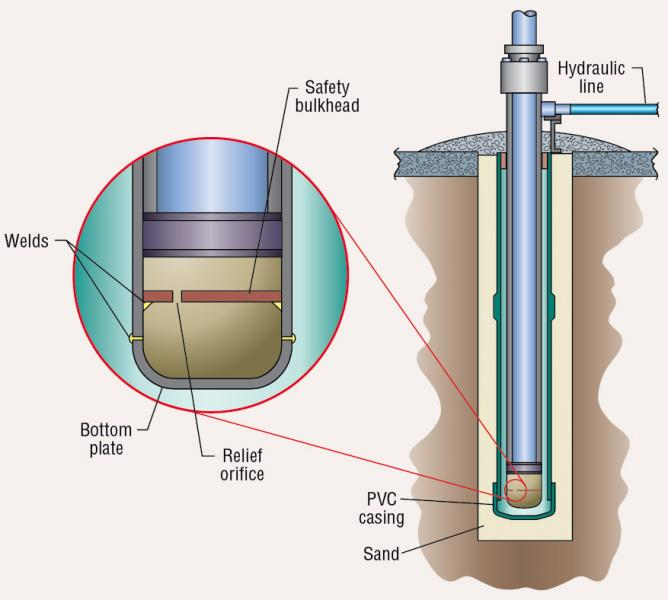 Safety
bulkhead
Hydraulic
line
Welds
Bottom
plate
Relief
orifice
PVC
casing
Sand